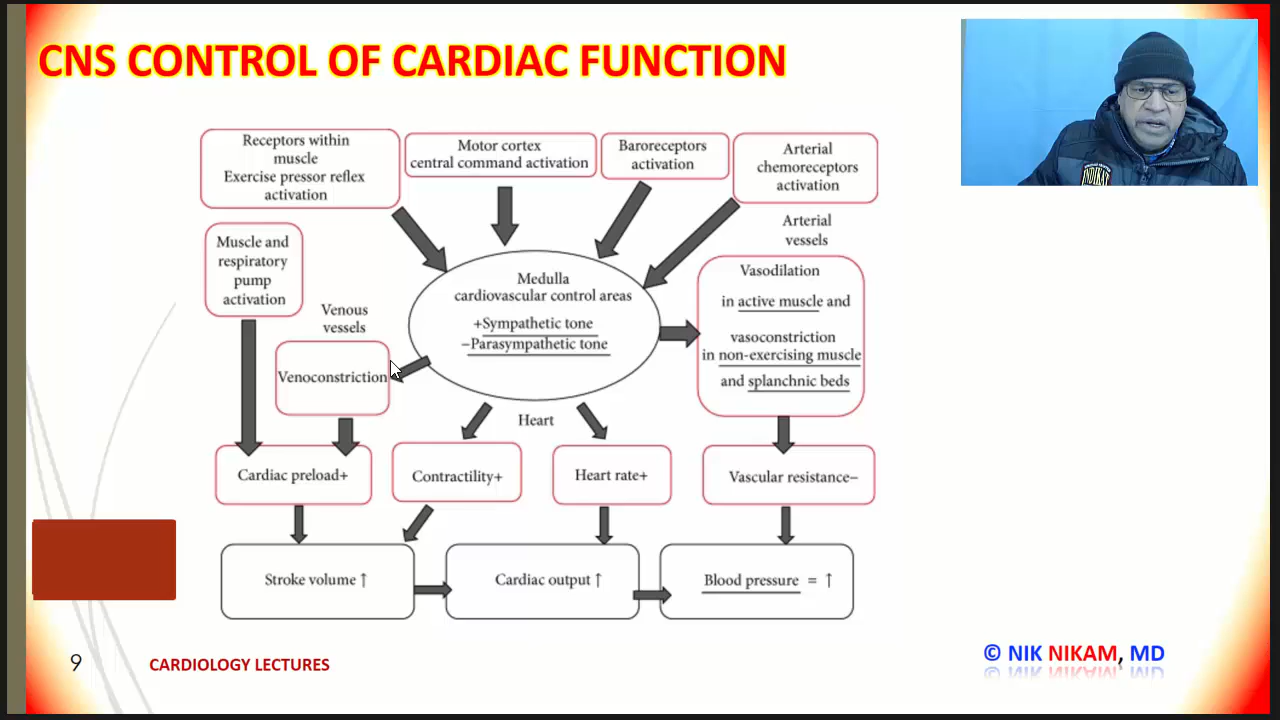 CNS CONTROL OF CARDIAC FUNCTION
Receptors within
muscle
Exercise pressor reflex
activation
Motor cortex
central command activation
Baroreceptors
activation
Arterial
chemoreceptors
activation
Muscle and
respiratory
pump
activation
Venous
vessels
Venoconstriction
Medulla
cardiovascular control areas
+Sympathetic tone
−Parasympathetic tone
Arterial
vessels
Vasodilation
in active muscle and
vasoconstriction
in non-exercising muscle
and splanchnic beds
Heart
Cardiac preload+
Contractility+
Heart rate+
Vascular resistance−
Stroke volume ↑
Cardiac output ↑
Blood pressure = ↑
9
CARDIOLOGY LECTURES
© NIK NIKAM, MD